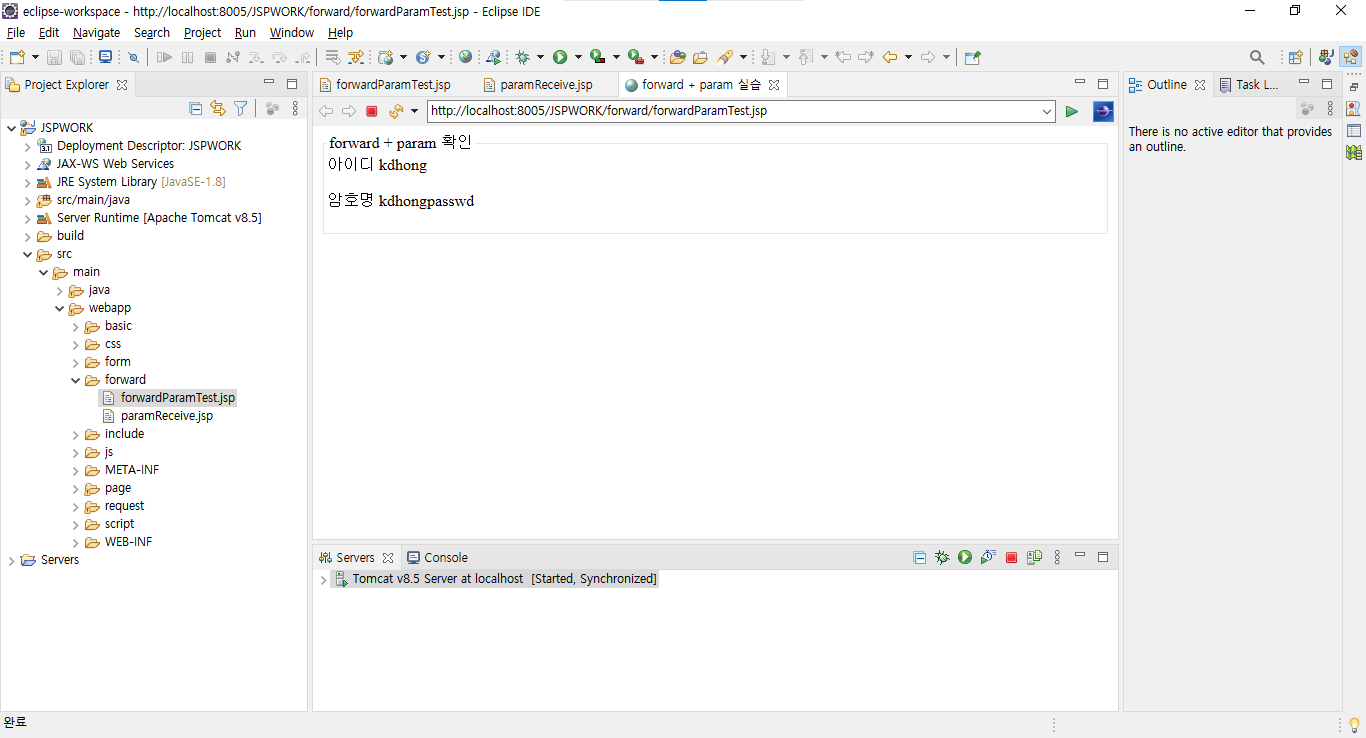 eclipse-workspace - http://localhost:8005/JSPWORK/forward/forwardParamTest.jsp - Eclipse IDE
File Edit Navigate Search Project Run Window Help
Project Explorer
JSPWORK
Deployment Descriptor: JSPWORK
JAX-WS Web Services
JRE System Library [JavaSE-1.8]
src/main/java
Server Runtime [Apache Tomcat v8.5]
build
src
main
java
webapp
basic
css
form
forward
forwardParamTest.jsp
paramReceive.jsp
include
js
META-INF
page
request
script
WEB-INF
Servers
forwardParamTest.jsp paramReceive.jsp forward + param 실습
http://localhost:8005/JSPWORK/forward/forwardParamTest.jsp
forward + param 확인
아이디 kdhong
암호명 kdhongpasswd
Servers Console
Tomcat v8.5 Server at localhost [Started, Synchronized]
Outline Task L...
There is no active editor that provides
an outline.
완료